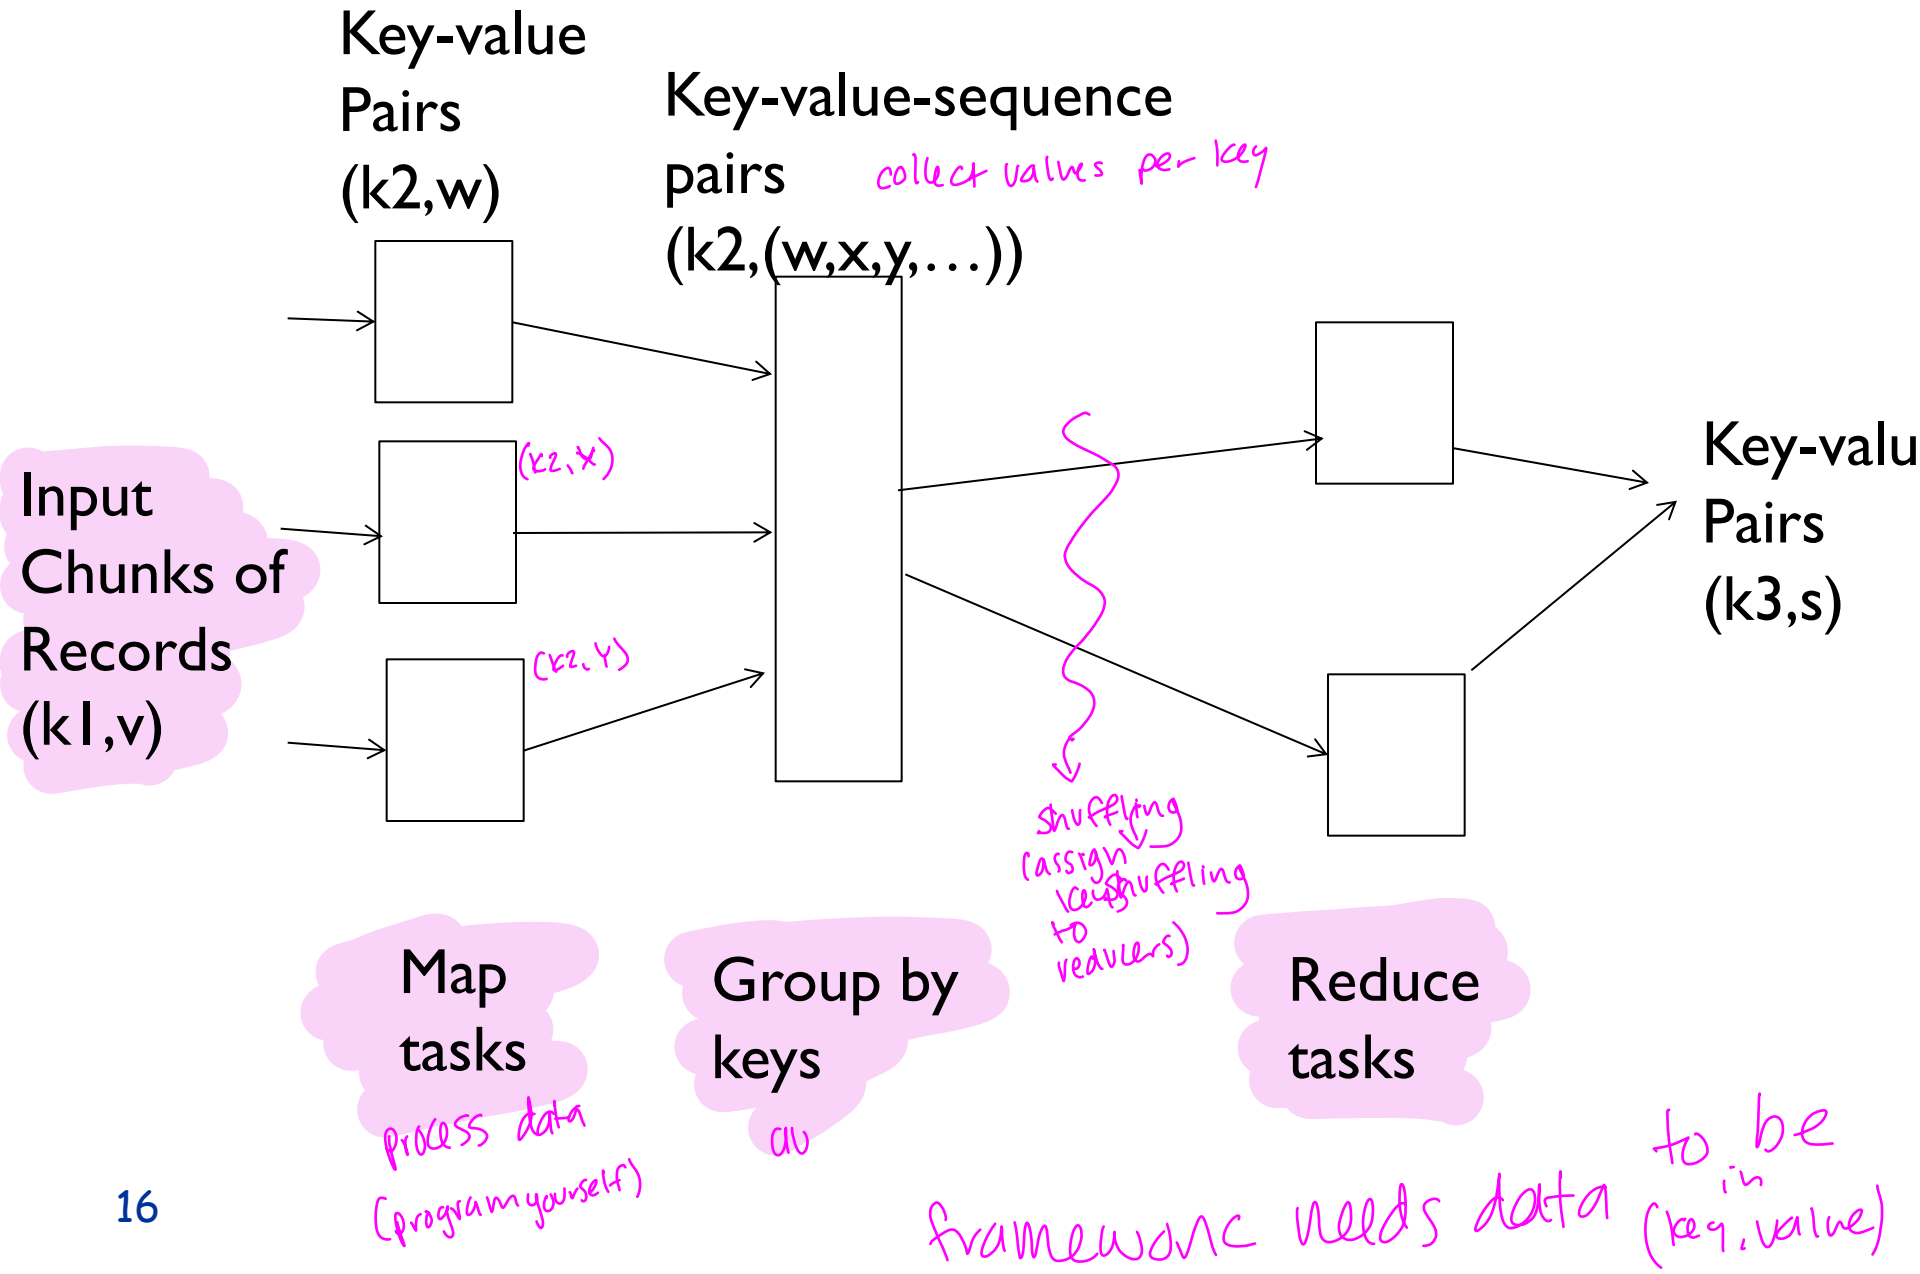 Key-value
Pairs
(k2,w)
Key-value-sequence
pairs
collect values per key
(k2,(w,x,y,…))
Input
Chunks of
Records
(k1,v)
(k2,x)
(k2,y)
Key-valu
Pairs
(k3,s)
shuffling
(assign
keys
shuffling
to
reducers)
Map
tasks
process data
(program yourself)
Group by
keys
Reduce
tasks
framework needs data to be
in
(key,value)
16